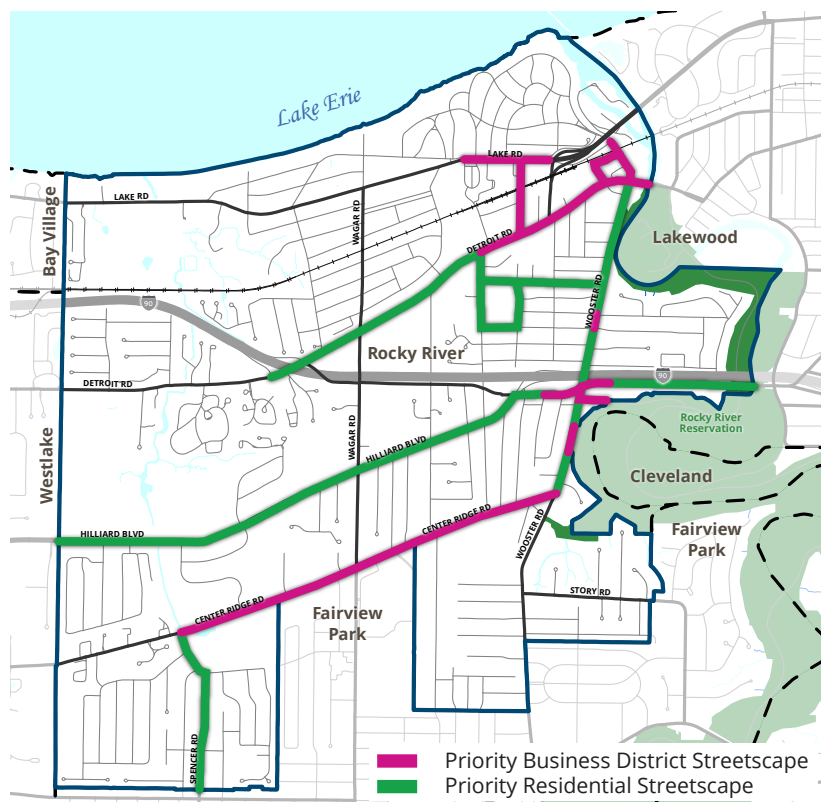 Lake Erie
LAKE RD
Bay Village
LAKE RD
WAGAR RD
DETROIT RD
Lakewood
90
WOOSTER RD
Rocky River
90
DETROIT RD
Rocky River
Reservation
WAGAR RD
HILLIARD BLVD
Westlake
Cleveland
CENTER RIDGE RD
WOOSTER RD
Fairview
Park
HILLIARD BLVD
STORY RD
CENTER RIDGE RD
Fairview
Park
SPENCER RD
Priority Business District Streetscape
Priority Residential Streetscape